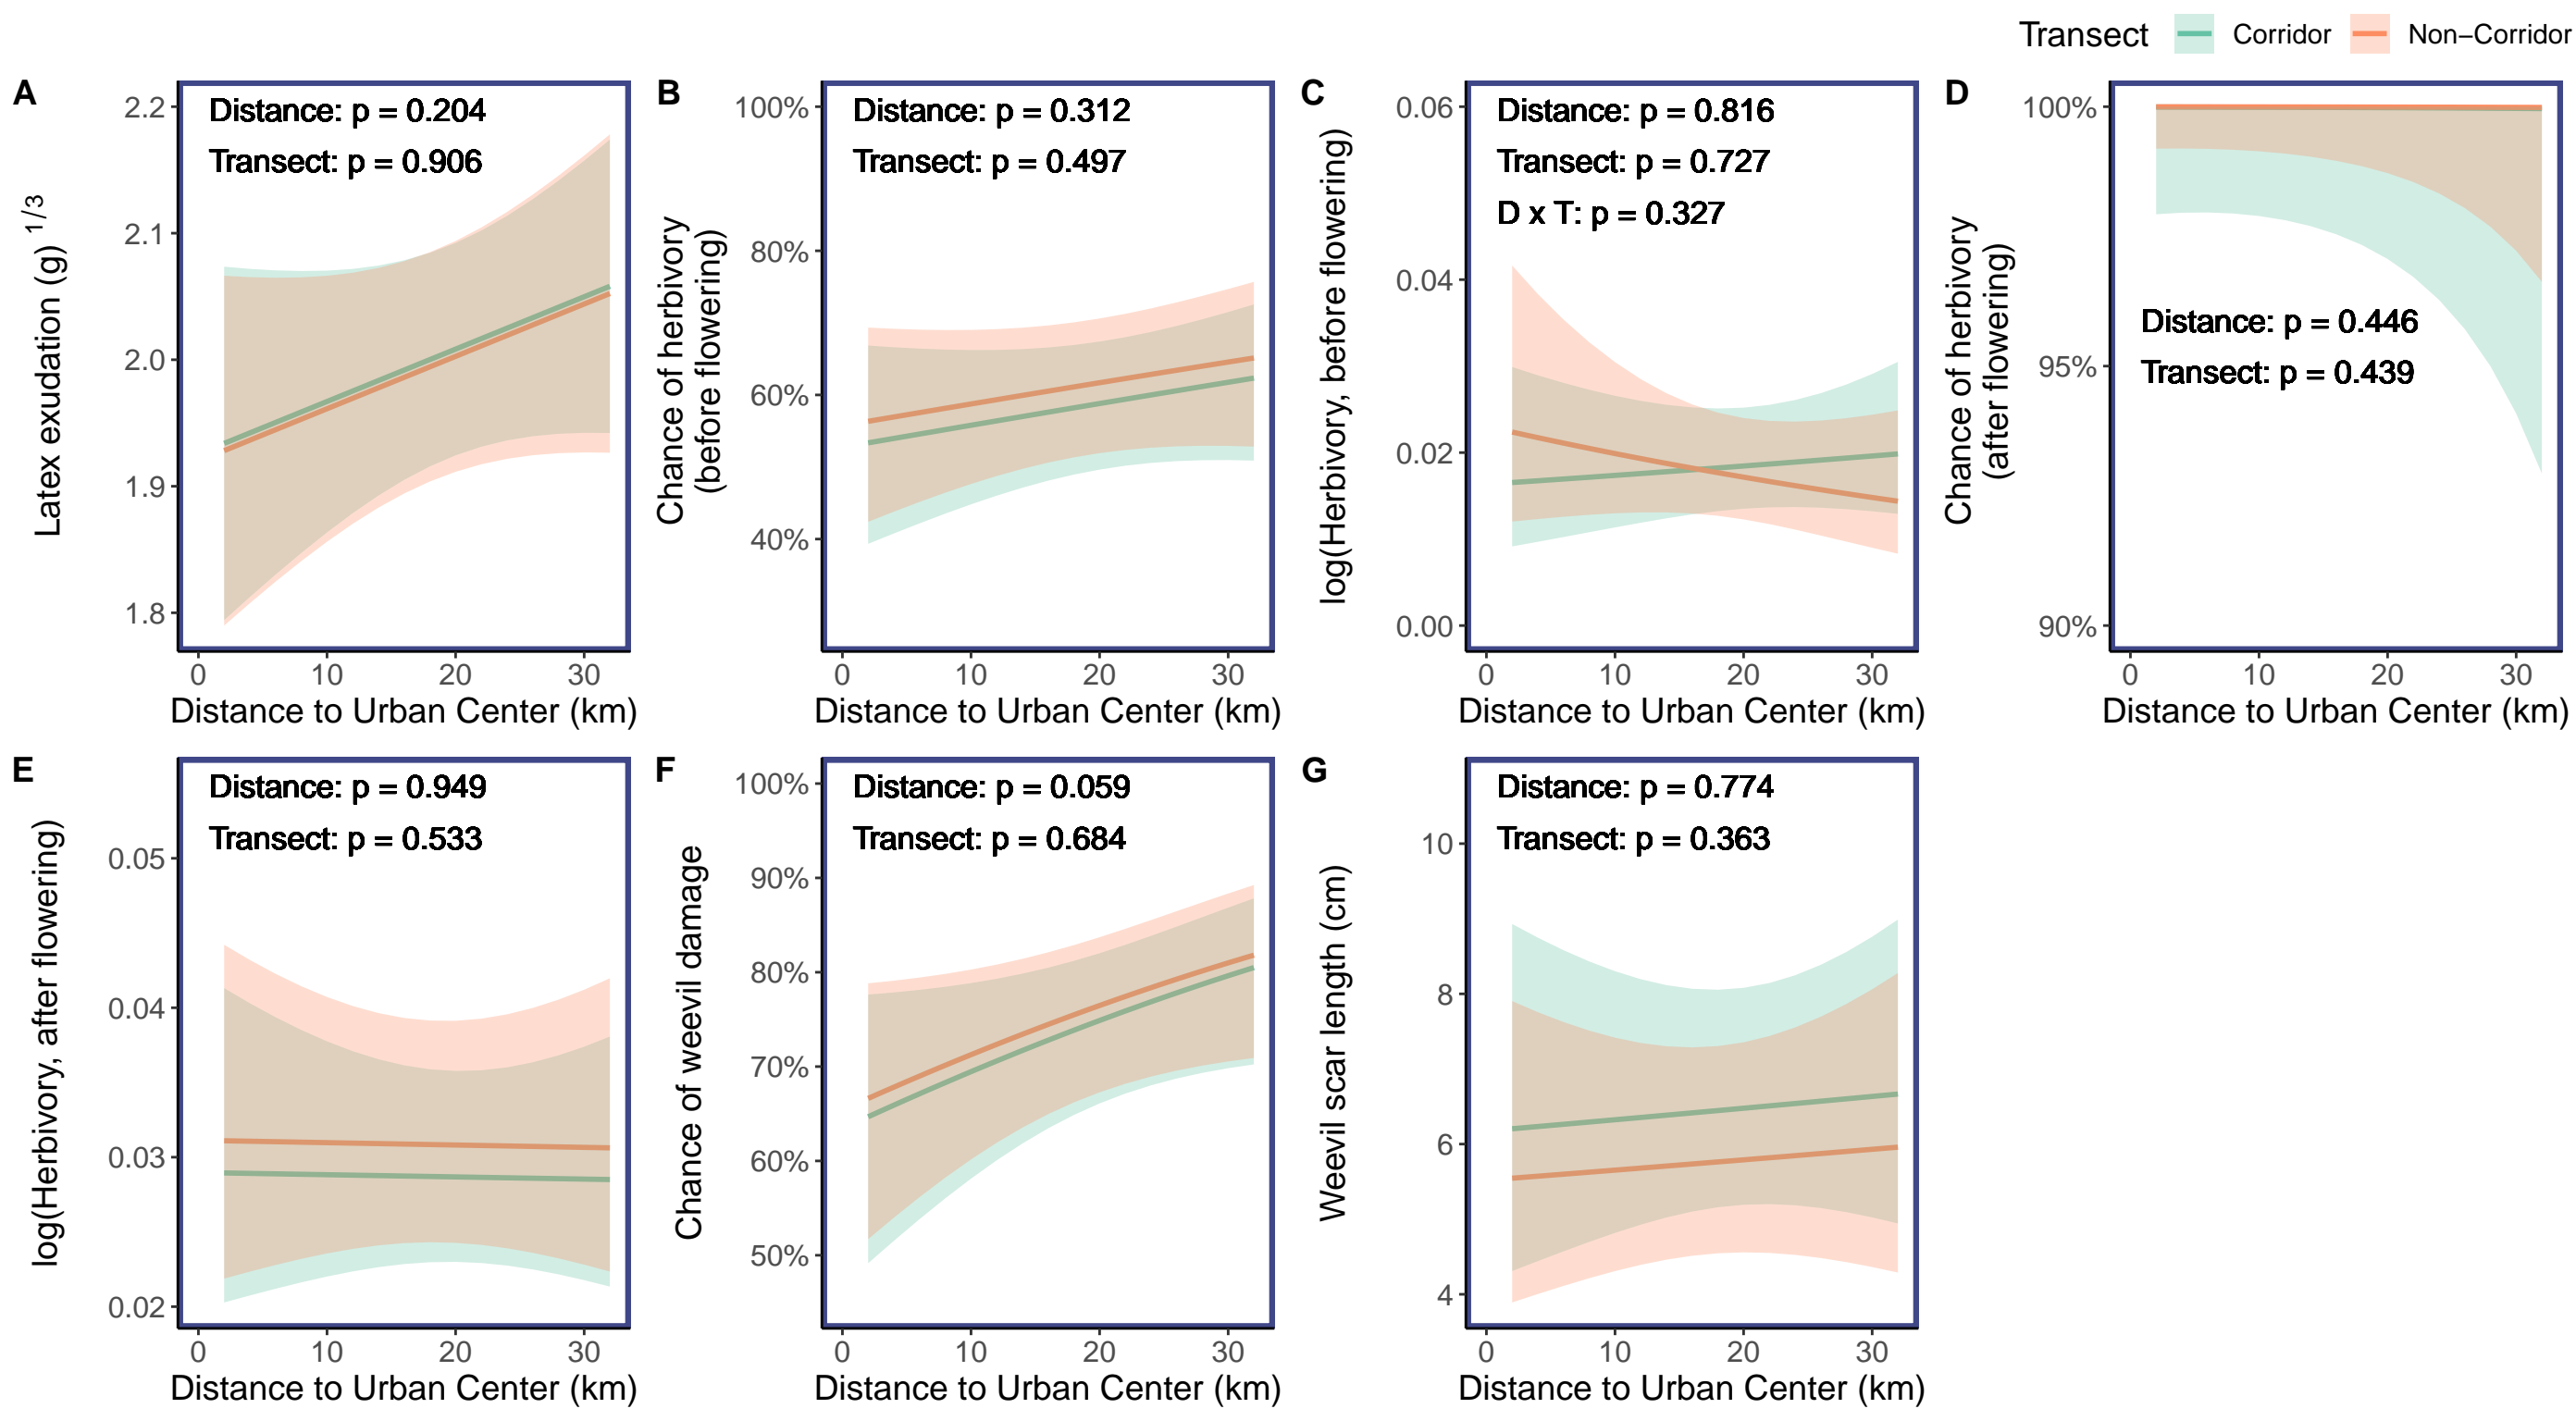 Transect Corridor Non−Corridor
A
Distance: p = 0.204
Transect: p = 0.906
2.2
2.1
2.0
1.9
1.8
Latex exudation (g) 1/3
0 10 20 30
Distance to Urban Center (km)
B
Distance: p = 0.312
Transect: p = 0.497
100%
80%
60%
40%
Chance of herbivory
(before flowering)
0 10 20 30
Distance to Urban Center (km)
C
Distance: p = 0.816
Transect: p = 0.727
D x T: p = 0.327
0.06
0.04
0.02
0.00
log(Herbivory, before flowering)
0 10 20 30
Distance to Urban Center (km)
D
100%
95%
90%
Distance: p = 0.446
Transect: p = 0.439
Chance of herbivory
(after flowering)
0 10 20 30
Distance to Urban Center (km)
E
Distance: p = 0.949
Transect: p = 0.533
0.05
0.04
0.03
0.02
log(Herbivory, after flowering)
0 10 20 30
Distance to Urban Center (km)
F
Distance: p = 0.059
Transect: p = 0.684
100%
90%
80%
70%
60%
50%
Chance of weevil damage
0 10 20 30
Distance to Urban Center (km)
G
Distance: p = 0.774
Transect: p = 0.363
10
8
6
4
Weevil scar length (cm)
0 10 20 30
Distance to Urban Center (km)